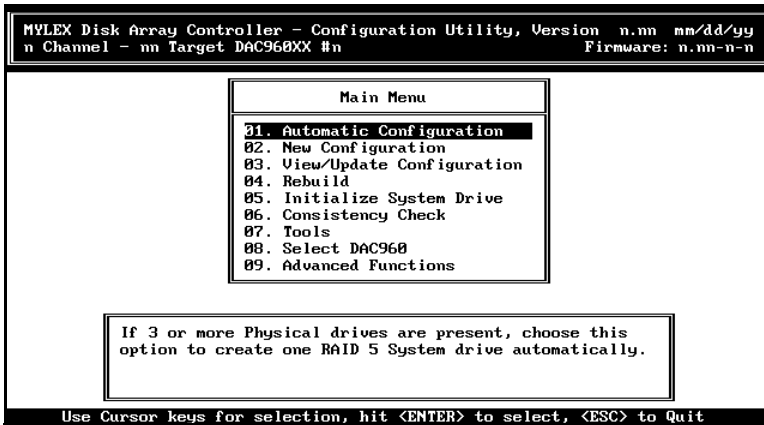 MYLEX Disk Array Controller - Configuration Utility, Version n.nn mm/dd/yy
n Channel - nn Target DAC960XX #n Firmware: n.nn-n-n
Main Menu
01. Automatic Configuration
02. New Configuration
03. View/Update Configuration
04. Rebuild
05. Initialize System Drive
06. Consistency Check
07. Tools
08. Select DAC960
09. Advanced Functions
If 3 or more Physical drives are present, choose this
option to create one RAID 5 System drive automatically.
Use Cursor keys for selection, hit <ENTER> to select, <ESC> to Quit